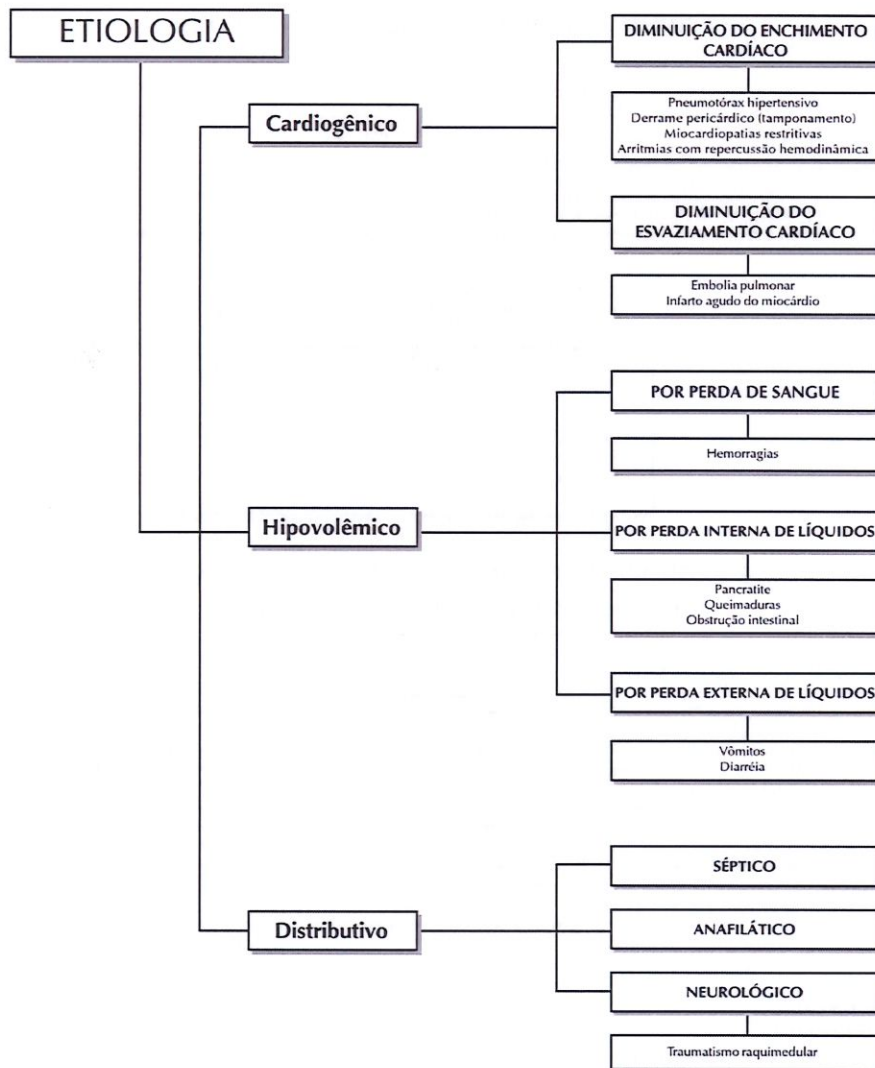 ETIOLOGIA
Cardiogênico
DIMINUIÇÃO DO ENCHIMENTO
CARDÍACO
Pneumotórax hipertensivo
Derrame pericárdico (tamponamento)
Miocardiopatias restritivas
Arritmias com repercussão hemodinâmica
DIMINUIÇÃO DO
ESVAZIAMENTO CARDÍACO
Embolia pulmonar
Infarto agudo do miocárdio
Hipovolêmico
POR PERDA DE SANGUE
Hemorragias
POR PERDA INTERNA DE LÍQUIDOS
Pancratite
Queimaduras
Obstrução intestinal
POR PERDA EXTERNA DE LÍQUIDOS
Vômitos
Diarréia
Distributivo
SÉPTICO
ANAFILÁTICO
NEUROLÓGICO
Traumatismo raquimedular